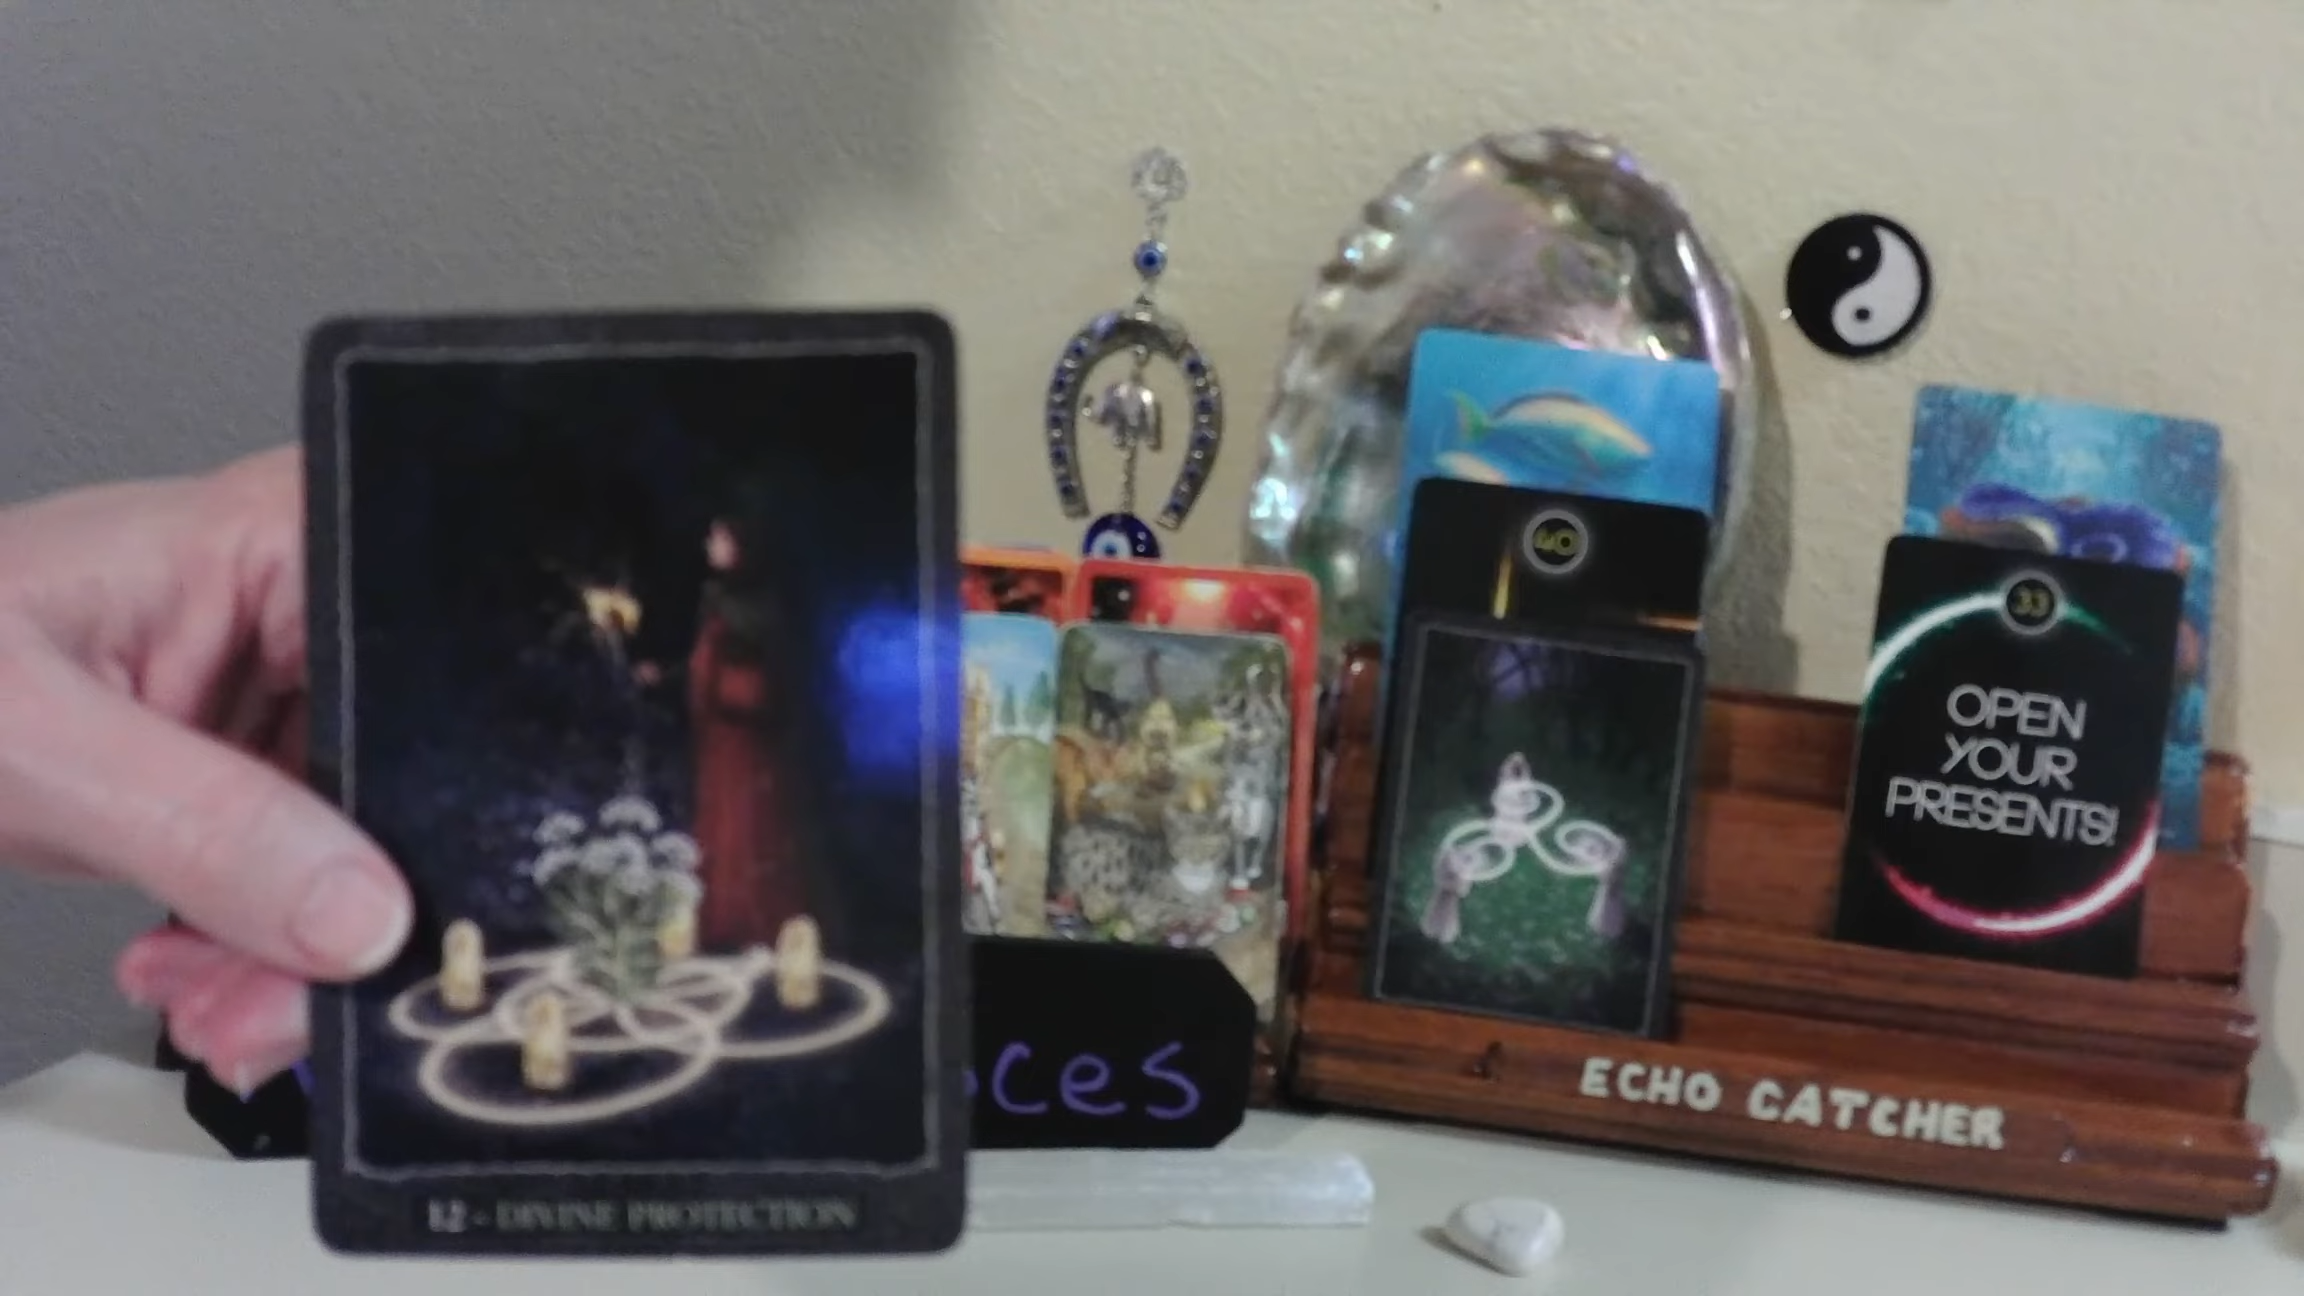 12 - DIVINE PROTECTION
40
33
OPEN
YOUR
PRESENTS!
ces
ECHO CATCHER